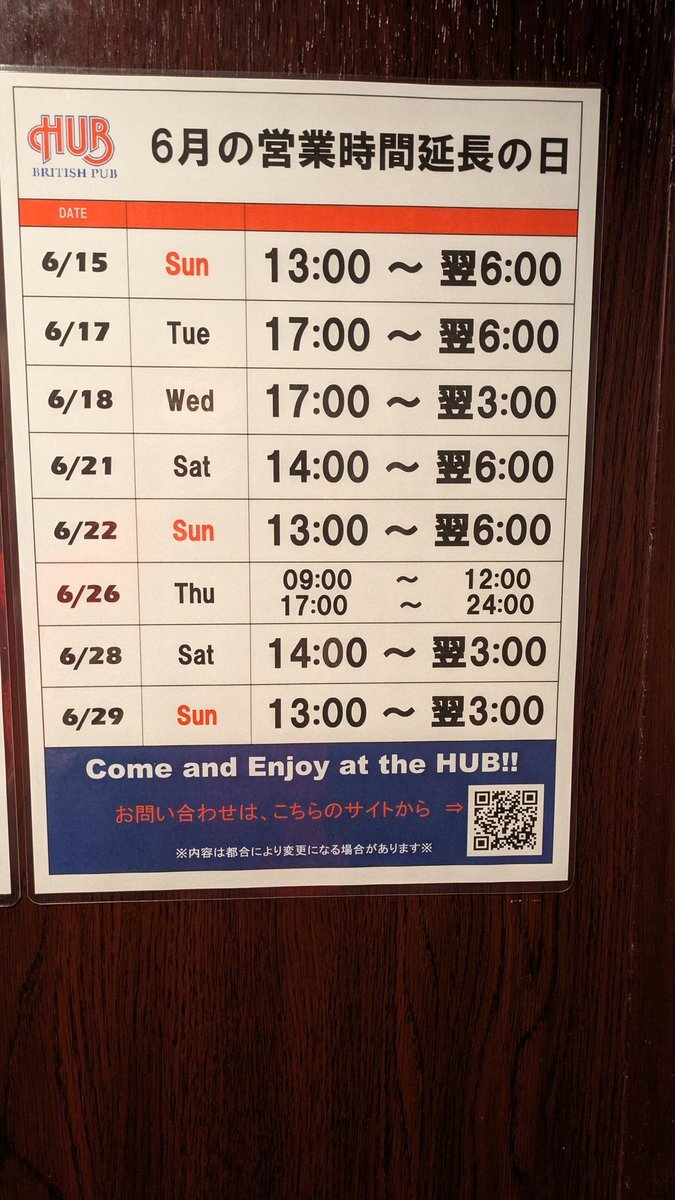 HUB
BRITISH PUB
6月の営業時間延長の日
DATE
6/15 Sun 13:00 ～ 翌6:00
6/17 Tue 17:00 ～ 翌6:00
6/18 Wed 17:00 ～ 翌3:00
6/21 Sat 14:00 ～ 翌6:00
6/22 Sun 13:00 ～ 翌6:00
6/26 Thu 09:00 ～ 12:00
17:00 ～ 24:00
6/28 Sat 14:00 ～ 翌3:00
6/29 Sun 13:00 ～ 翌3:00
Come and Enjoy at the HUB!!
お問い合わせは、こちらのサイトから ⇒
※内容は都合により変更になる場合があります※